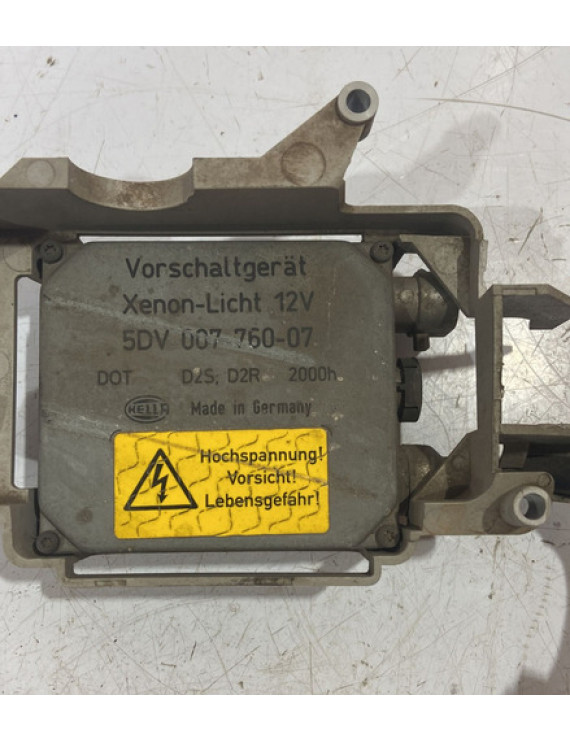 Vorschaltgerät
Xenon-Licht 12V
5DV 007 760-07
DOT D2S, D2R 2000h
HELLA Made in Germany
Hochspannung!
Vorsicht!
Lebensgefahr!